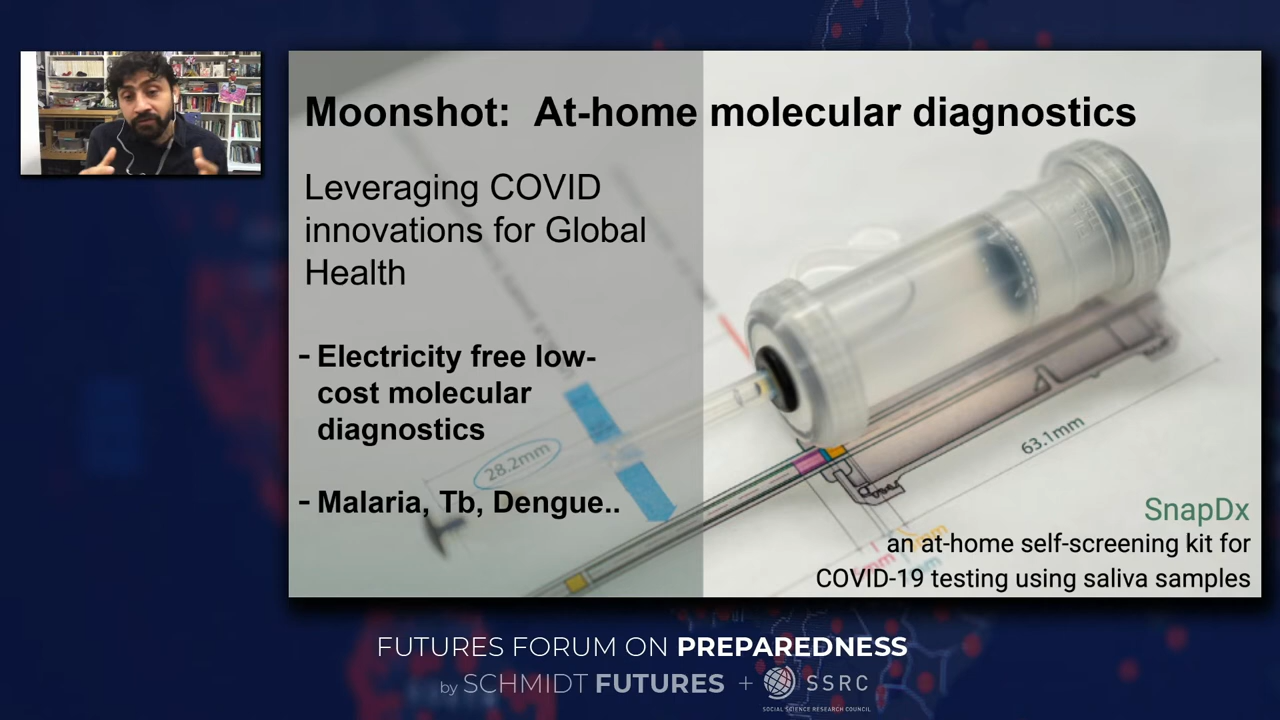 Moonshot: At-home molecular diagnostics
Leveraging COVID
innovations for Global
Health
- Electricity free low-
cost molecular
diagnostics
- Malaria, Tb, Dengue..
28.2mm
63.1mm
SnapDx
an at-home self-screening kit for
COVID-19 testing using saliva samples
FUTURES FORUM ON PREPAREDNESS
by SCHMIDT FUTURES + SSRC
SOCIAL SCIENCE RESEARCH COUNCIL